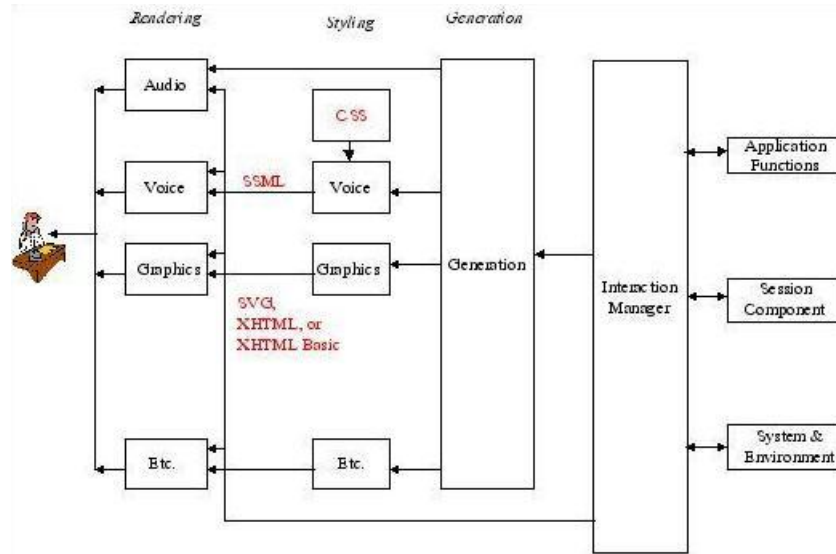 Rendering
Styling
Generation
Audio
CSS
Voice
SSML
Voice
Graphics
Graphics
SVG,
XHTML, or
XHTML Basic
Etc.
Etc.
Generation
Interaction
Manager
Application
Functions
Session
Component
System &
Environment